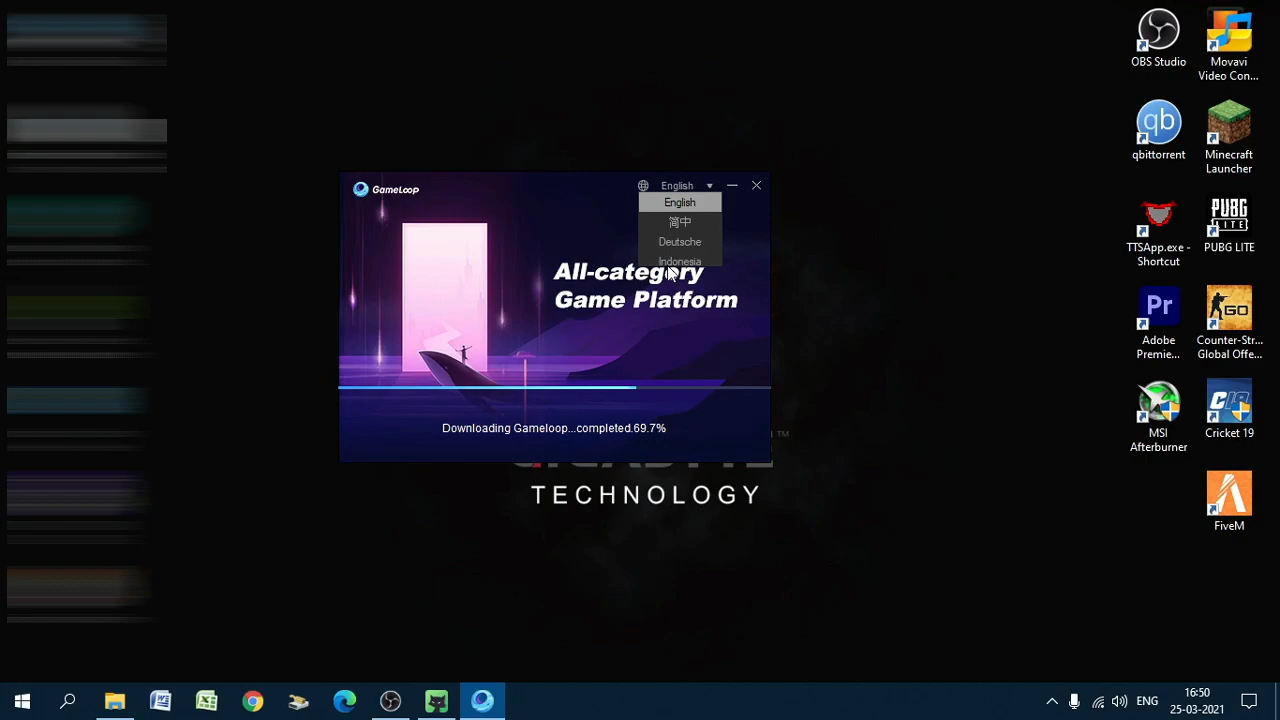 GameLoop
English
English
简中
Deutsche
Indonesia
All-category
Game Platform
Downloading Gameloop...completed.69.7%
TM
TECHNOLOGY
OBS Studio
Movavi
Video Con...
qbittorrent
Minecraft
Launcher
TTSApp.exe -
Shortcut
PUBG LITE
Adobe
Premie...
Counter-Str...
Global Offe...
MSI
Afterburner
Cricket 19
FiveM
ENG
16:50
25-03-2021